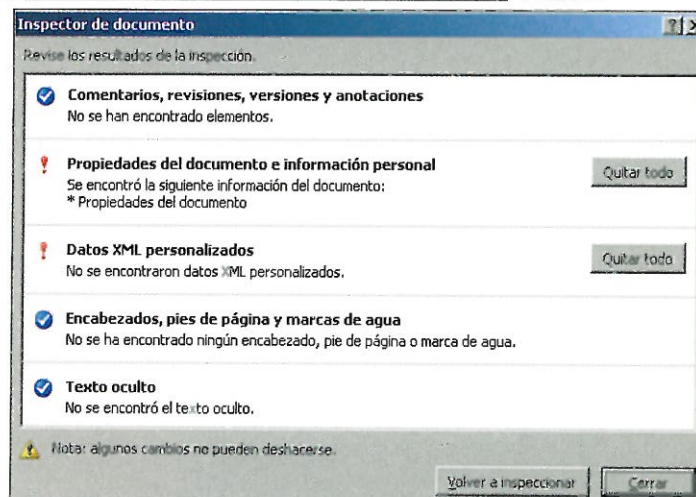 Inspector de documento
Revise los resultados de la inspección.
Comentarios, revisiones, versiones y anotaciones
No se han encontrado elementos.
Propiedades del documento e información personal
Quitar todo
Se encontró la siguiente información del documento:
* Propiedades del documento
Datos XML personalizados
Quitar todo
No se encontraron datos XML personalizados.
Encabezados, pies de página y marcas de agua
No se ha encontrado ningún encabezado, pie de página o marca de agua.
Texto oculto
No se encontró el texto oculto.
Nota: algunos cambios no pueden deshacerse.
Volver a inspeccionar
Cerrar